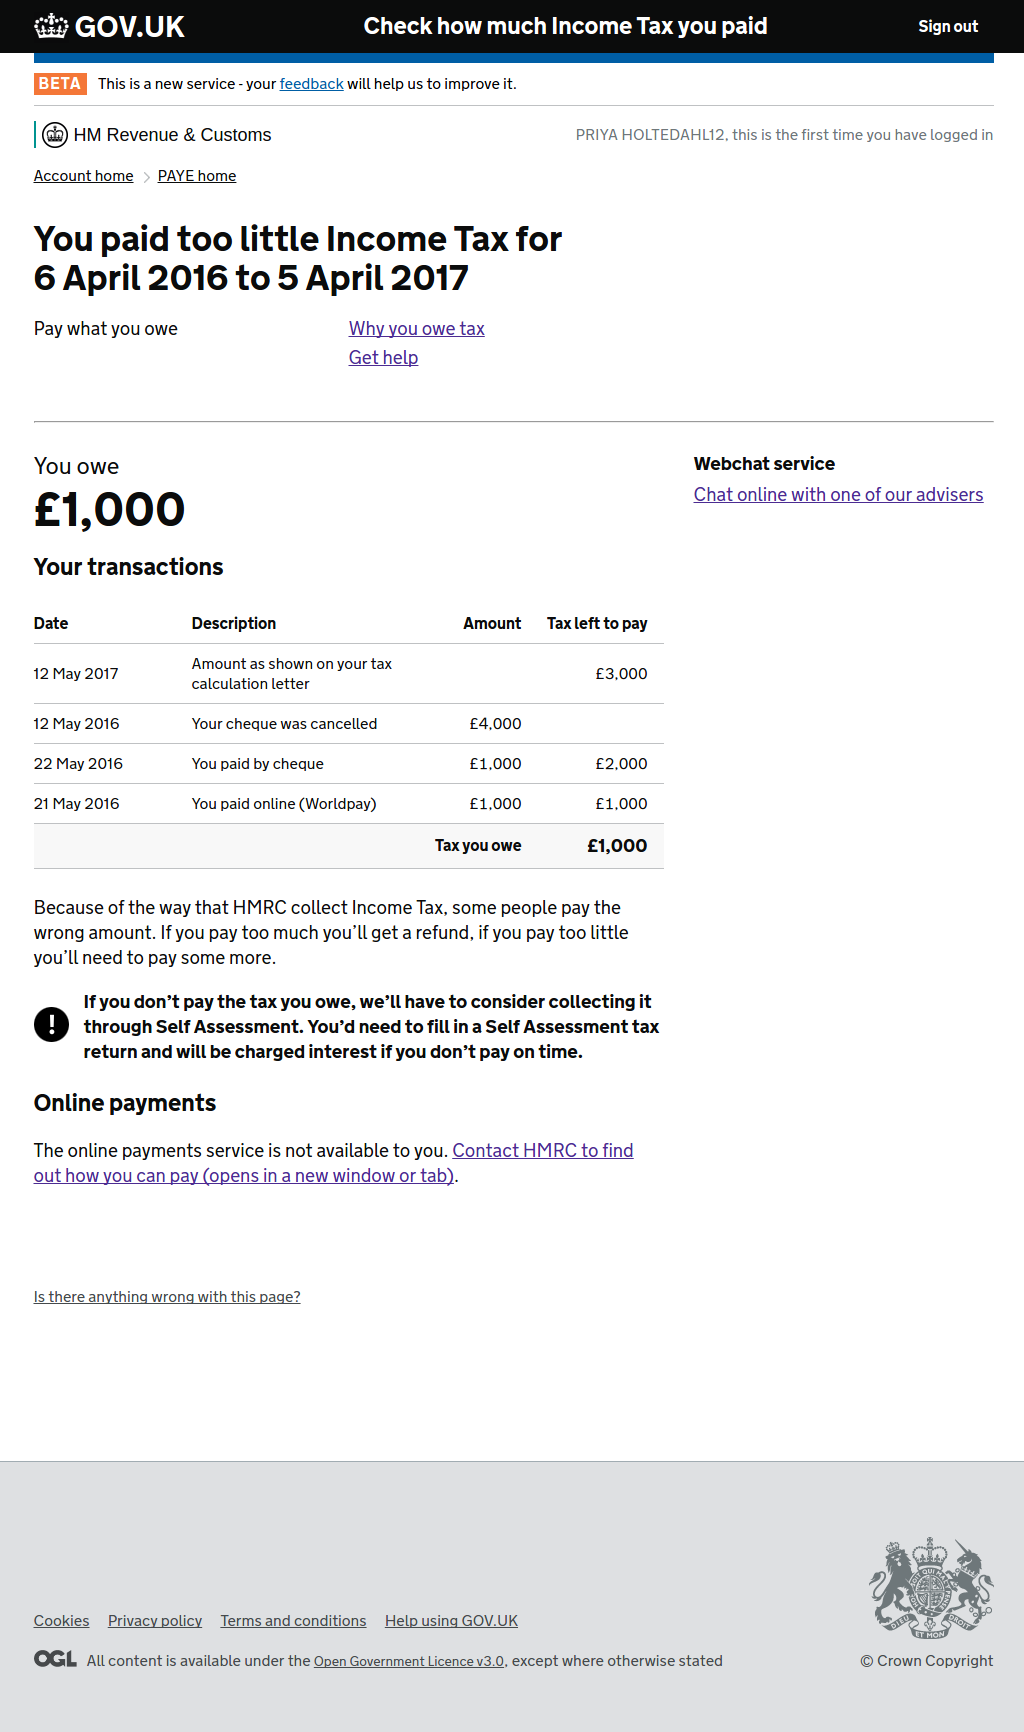 GOV.UK
Check how much Income Tax you paid
Sign out
BETA This is a new service - your feedback will help us to improve it.
HM Revenue & Customs
PRIYA HOLTEDAHL12, this is the first time you have logged in
Account home
PAYE home
You paid too little Income Tax for
6 April 2016 to 5 April 2017
Pay what you owe
Why you owe tax
Get help
You owe
£1,000
Webchat service
Chat online with one of our advisers
Your transactions
Date Description Amount Tax left to pay
12 May 2017 Amount as shown on your tax
calculation letter £3,000
12 May 2016 Your cheque was cancelled £4,000
22 May 2016 You paid by cheque £1,000 £2,000
21 May 2016 You paid online (Worldpay) £1,000 £1,000
Tax you owe £1,000
Because of the way that HMRC collect Income Tax, some people pay the
wrong amount. If you pay too much you’ll get a refund, if you pay too little
you’ll need to pay some more.
! If you don’t pay the tax you owe, we’ll have to consider collecting it
through Self Assessment. You’d need to fill in a Self Assessment tax
return and will be charged interest if you don’t pay on time.
Online payments
The online payments service is not available to you. Contact HMRC to find
out how you can pay (opens in a new window or tab).
Is there anything wrong with this page?
Cookies Privacy policy Terms and conditions Help using GOV.UK
OGL All content is available under the Open Government Licence v3.0, except where otherwise stated
DIEU ET MON DROIT
© Crown Copyright